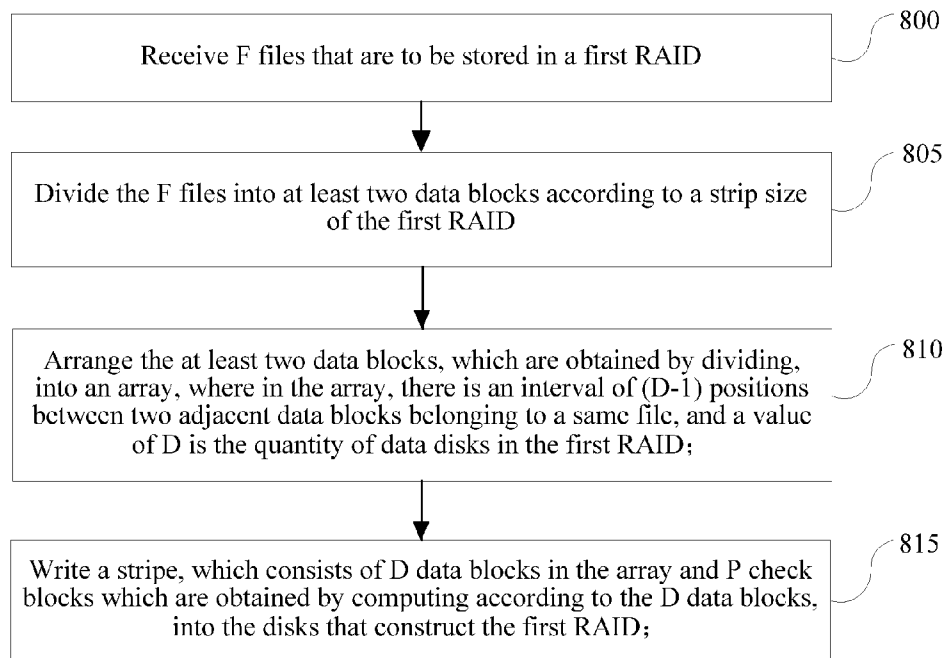 Receive F files that are to be stored in a first RAID
800
Divide the F files into at least two data blocks according to a strip size
of the first RAID
805
Arrange the at least two data blocks, which are obtained by dividing,
into an array, where in the array, there is an interval of (D-1) positions
between two adjacent data blocks belonging to a same file, and a value
of D is the quantity of data disks in the first RAID;
810
Write a stripe, which consists of D data blocks in the array and P check
blocks which are obtained by computing according to the D data blocks,
into the disks that construct the first RAID;
815